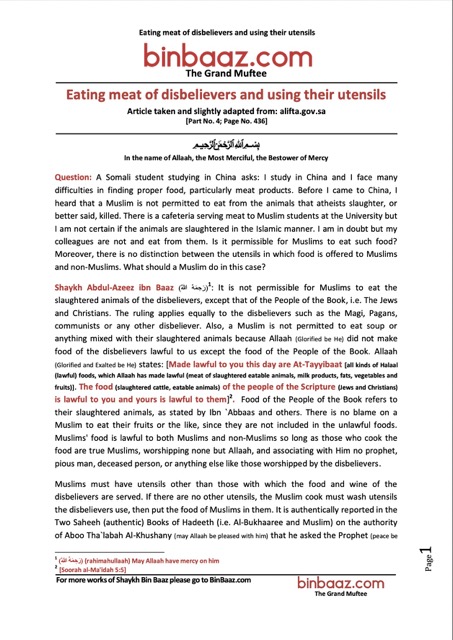 Eating meat of disbelievers and using their utensils
binbaaz.com
The Grand Muftee
Eating meat of disbelievers and using their utensils
Article taken and slightly adapted from: alifta.gov.sa
[Part No. 4; Page No. 436]
بِسْمِ ٱللَّٰهِ ٱلرَّحْمَٰنِ ٱلرَّحِيمِ
In the name of Allaah, the Most Merciful, the Bestower of Mercy
Question: A Somali student studying in China asks: I study in China and I face many
difficulties in finding proper food, particularly meat products. Before I came to China, I
heard that a Muslim is not permitted to eat from the animals that atheists slaughter, or
better said, killed. There is a cafeteria serving meat to Muslim students at the University but
I am not certain if the animals are slaughtered in the Islamic manner. I am in doubt but my
colleagues are not and eat from them. Is it permissible for Muslims to eat such food?
Moreover, there is no distinction between the utensils in which food is offered to Muslims
and non-Muslims. What should a Muslim do in this case?
Shaykh Abdul-Azeez ibn Baaz (رَحِمَهُ اللَّهُ)1: It is not permissible for Muslims to eat the
slaughtered animals of the disbelievers, except that of the People of the Book, i.e. The Jews
and Christians. The ruling applies equally to the disbelievers such as the Magi, Pagans,
communists or any other disbeliever. Also, a Muslim is not permitted to eat soup or
anything mixed with their slaughtered animals because Allaah (Glorified be He) did not make
food of the disbelievers lawful to us except the food of the People of the Book. Allaah
(Glorified and Exalted be He) states: [Made lawful to you this day are At-Tayyibaat [all kinds of Halaal
(lawful) foods, which Allaah has made lawful (meat of slaughtered eatable animals, milk products, fats, vegetables and
fruits)]. The food (slaughtered cattle, eatable animals) of the people of the Scripture (Jews and Christians)
is lawful to you and yours is lawful to them]2. Food of the People of the Book refers to
their slaughtered animals, as stated by Ibn `Abbaas and others. There is no blame on a
Muslim to eat their fruits or the like, since they are not included in the unlawful foods.
Muslims' food is lawful to both Muslims and non-Muslims so long as those who cook the
food are true Muslims, worshipping none but Allaah, and associating with Him no prophet,
pious man, deceased person, or anything else like those worshipped by the disbelievers.
Muslims must have utensils other than those with which the food and wine of the
disbelievers are served. If there are no other utensils, the Muslim cook must wash utensils
the disbelievers use, then put the food of Muslims in them. It is authentically reported in the
Two Saheeh (authentic) Books of Hadeeth (i.e. Al-Bukhaaree and Muslim) on the authority
of Aboo Tha`labah Al-Khushany (may Allaah be pleased with him) that he asked the Prophet (peace be
Page 1
1 (رَحِمَهُ اللَّهُ) (rahimahullaah) May Allaah have mercy on him
2 [Soorah al-Ma'idah 5:5]
For more works of Shaykh Bin Baaz please go to BinBaaz.com
binbaaz.com
The Grand Muftee